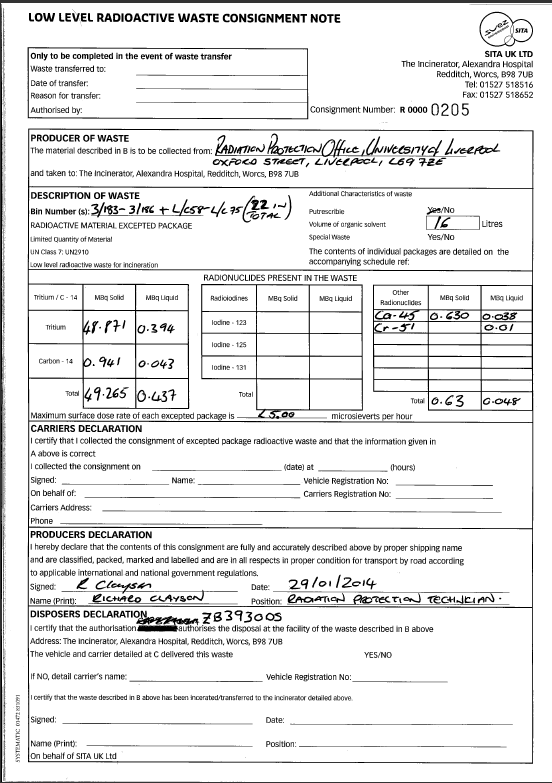 LOW LEVEL RADIOACTIVE WASTE CONSIGNMENT NOTE
suez SITA
SITA UK LTD
The Incinerator, Alexandra Hospital
Redditch, Worcs, B98 7UB
Tel: 01527 518516
Fax: 01527 518652
Only to be completed in the event of waste transfer
Waste transferred to:
Date of transfer:
Reason for transfer:
Authorised by:
Consignment Number: R 0000 0205
PRODUCER OF WASTE
The material described in B is to be collected from: RADIATION PROTECTION OFFICE, UNIVERSITY of LIVERPOOL
OXFORD STREET, LIVERPOOL, L69 7ZE
and taken to: The Incinerator, Alexandra Hospital, Redditch, Worcs, B98 7UB
DESCRIPTION OF WASTE
Bin Number (s): 3/183-3/186 + L/C58-L/C75 (22 IN TOTAL)
RADIOACTIVE MATERIAL EXCEPTED PACKAGE
Limited Quantity of Material
UN Class 7: UN2910
Low level radioactive waste for incineration
Additional Characteristics of waste
Putrescible Yes/No
Volume of organic solvent 16 Litres
Special Waste Yes/No
The contents of individual packages are detailed on the
accompanying schedule ref:
RADIONUCLIDES PRESENT IN THE WASTE
Tritium / C - 14 MBq Solid MBq Liquid
Tritium 48.871 0.394
Carbon - 14 0.941 0.043
Total 49.265 0.437
Radioiodines MBq Solid MBq Liquid
Iodine - 123
Iodine - 125
Iodine - 131
Total
Other Radionuclides MBq Solid MBq Liquid
Ca-45 0.630 0.038
Cr-51 0.01
Total 0.63 0.048
Maximum surface dose rate of each excepted package is <5.00 microsieverts per hour
CARRIERS DECLARATION
I certify that I collected the consignment of excepted package radioactive waste and that the information given in
A above is correct
I collected the consignment on (date) at (hours)
Signed: Name: Vehicle Registration No:
On behalf of: Carriers Registration No:
Carriers Address:
Phone
PRODUCERS DECLARATION
I hereby declare that the contents of this consignment are fully and accurately described above by proper shipping name
and are classified, packed, marked and labelled and are in all respects in proper condition for transport by road according
to applicable international and national government regulations.
Signed: R Clayson Date: 29/01/2014
Name (Print): RICHARD CLAYSON Position: RADIATION PROTECTION TECHNICIAN.
DISPOSERS DECLARATION ZB3930DS
I certify that the authorisation authorises the disposal at the facility of the waste described in B above
Address: The Incinerator, Alexandra Hospital, Redditch, Worcs, B98 7UB
The vehicle and carrier detailed at C delivered this waste YES/NO
If NO, detail carrier's name: Vehicle Registration No:
I certify that the waste described in B above has been incerated/transferred to the incinerator detailed above.
Signed: Date:
Name (Print): Position:
On behalf of SITA UK Ltd